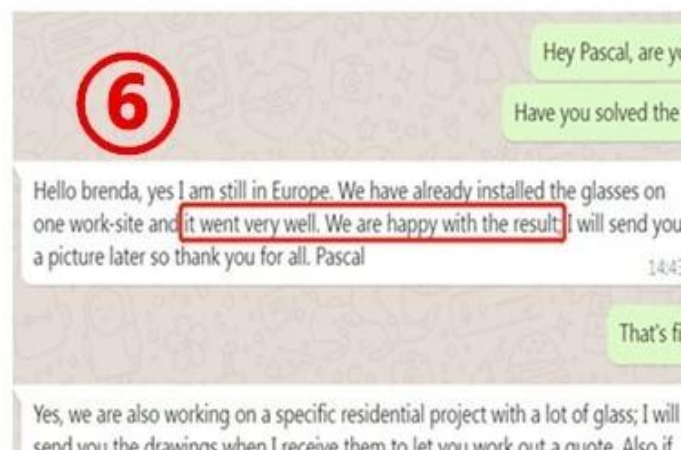 Hey Pascal, are
6
Have you solved the
Hello brenda, yes I am still in Europe. We have already installed the glasses on
one work-site and it went very well. We are happy with the result, I will send you
a picture later so thank you for all. Pascal
14:43
That's
Yes, we are also working on a specific residential project with a lot of glass; I will
send you the drawings when I receive them to let you work out a quote. Also if